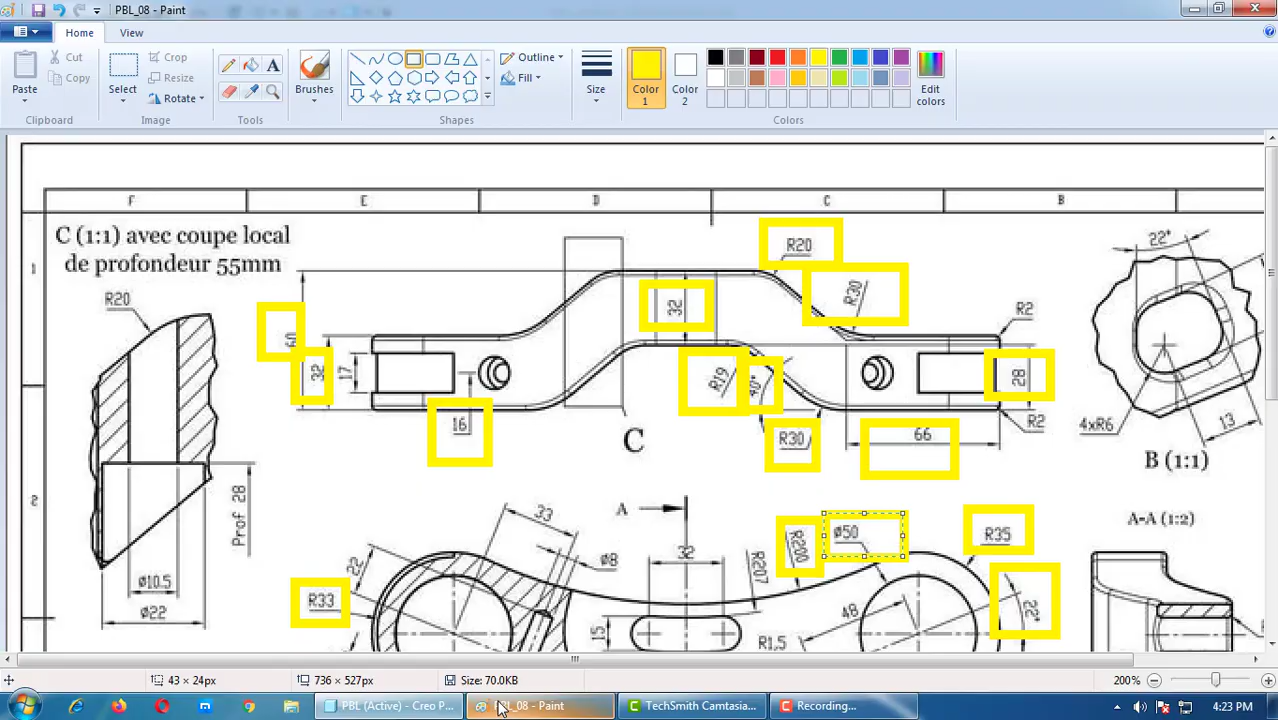 PBL_08 - Paint
Home
View
Paste
Cut
Copy
Clipboard
Select
Crop
Resize
Rotate
Image
A
Tools
Brushes
Shapes
Outline
Fill
Size
Color
1
Color
2
Colors
Edit
colors
F
E
D
C
B
C (1:1) avec coupe local
de profondeur 55mm
1
R20
R20
R30
22°
60
32
32
17
R2
R19
40°
28
16
R30
66
R2
4xR6
13
C
B (1:1)
2
Prof 28
A
A-A (1:2)
33
32
Ø8
R207
R200
Ø50
R35
22
22°
Ø10.5
R33
48
Ø22
15
R1,5
43 × 24px
736 × 527px
Size: 70.0KB
200%
PBL (Active) - Creo P...
PBL_08 - Paint
TechSmith Camtasia...
Recording...
4:23 PM